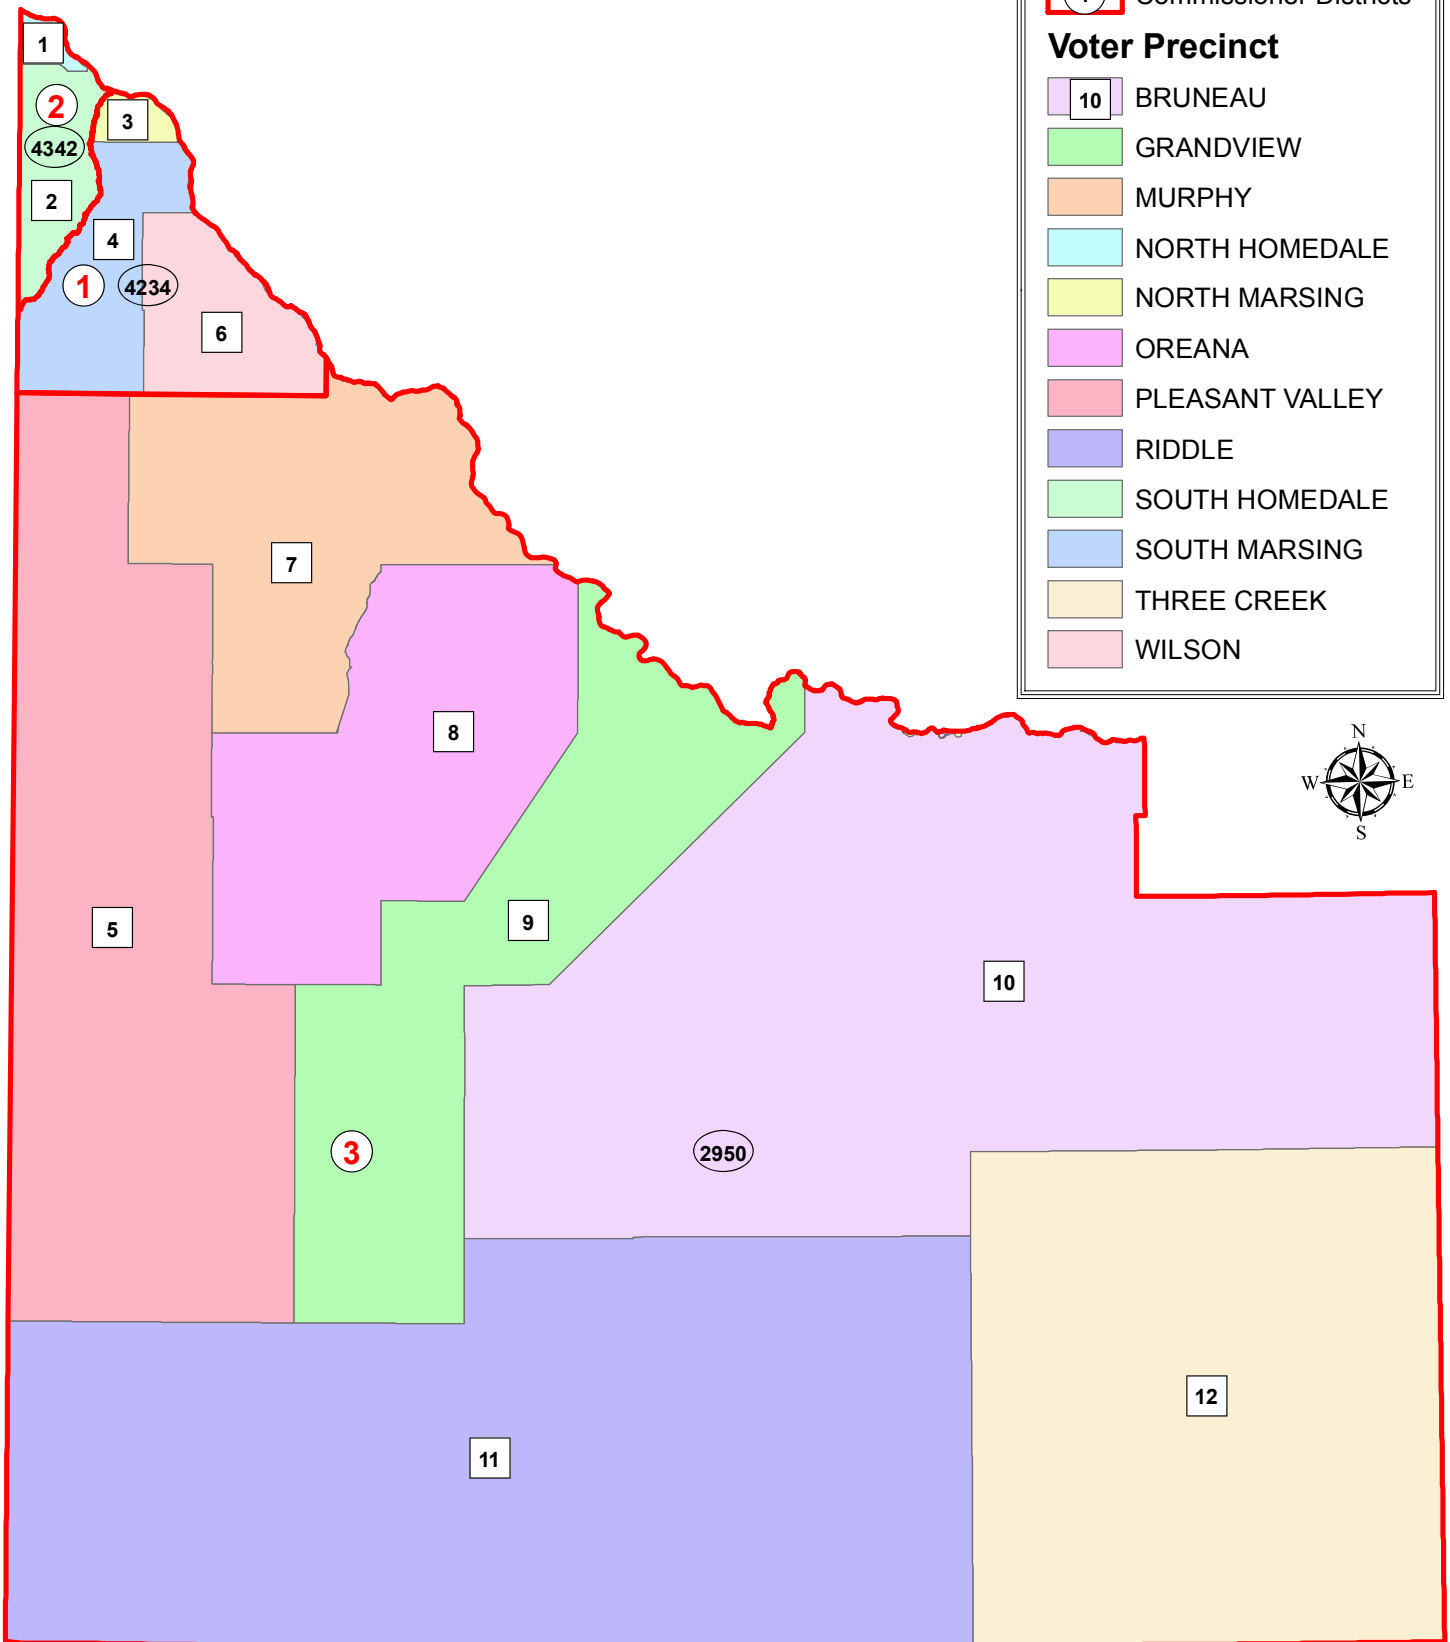 Commissioner Districts
Voter Precinct
10 BRUNEAU
GRANDVIEW
MURPHY
NORTH HOMEDALE
NORTH MARSING
OREANA
PLEASANT VALLEY
RIDDLE
SOUTH HOMEDALE
SOUTH MARSING
THREE CREEK
WILSON
N
W E
S
1
2
4342
3
2
4
1
4234
6
7
8
5
9
10
3
2950
12
11